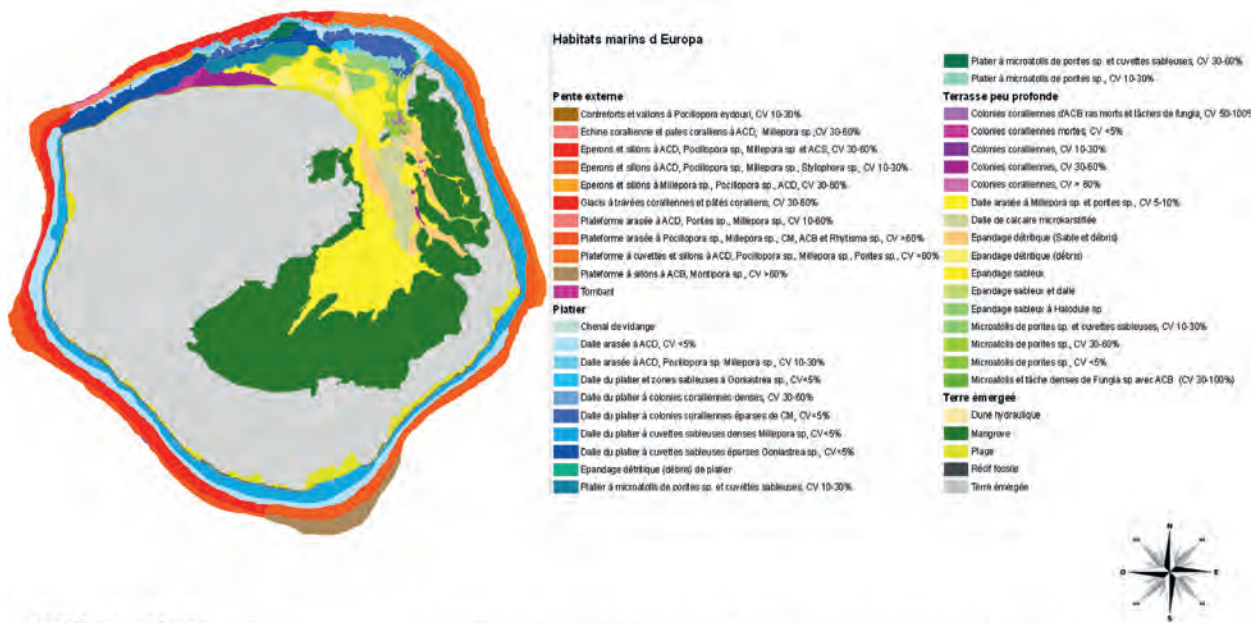 Habitats marins d Europa
Pente externe
Contreforts et vallons à Pocillopora eydouri, CV 10-30%
Echine corallienne et pates coralliens à ACD, Millepora sp.,CV 30-60%
Eperons et sillons à ACD, Pocillopora sp., Millepora sp. et ACB, CV 30-60%
Eperons et sillons à ACD, Pocillopora sp., Millepora sp., Stylophora sp., CV 10-30%
Eperons et sillons à Millepora sp., Pocillopora sp., ACD, CV 30-60%
Glacis à travées coralliennes et pâtés coralliens, CV 30-60%
Plateforme arasée à ACD, Porites sp., Millepora sp., CV 10-60%
Plateforme arasée à Pocillopora sp., Millepora sp., CM, ACB et Rhytisma sp., CV >60%
Plateforme à cuvettes et sillons à ACD, Pocillopora sp., Millepora sp., Porites sp., CV >60%
Plateforme à sillons à ACB, Montipora sp., CV >60%
Tombant
Platier
Chenal de vidange
Dalle arasée à ACD, CV <5%
Dalle arasée à ACD, Pocillopora sp. Millepora sp., CV 10-30%
Dalle du platier et zones sableuses à Goniastrea sp., CV<5%
Dalle du platier à colonies coralliennes denses, CV 30-60%
Dalle du platier à colonies coralliennes éparses de CM, CV<5%
Dalle du platier à cuvettes sableuses denses Millepora sp, CV<5%
Dalle du platier à cuvettes sableuses éparses Goniastrea sp., CV<5%
Epandage détritique (débris) de platier
Platier à microatolls de porites sp. et cuvettes sableuses, CV 10-30%
Platier à microatolls de porites sp. et cuvettes sableuses, CV 30-60%
Platier à microatolls de porites sp., CV 10-30%
Terrasse peu profonde
Colonies coralliennes d'ACB ras morts et tâches de fungia, CV 50-100%
Colonies coralliennes mortes, CV <5%
Colonies coralliennes, CV 10-30%
Colonies coralliennes, CV 30-60%
Colonies coralliennes, CV > 60%
Dalle arasée à Millepora sp. et porites sp., CV 5-10%
Dalle de calcaire microkarstifiée
Epandage détritique (Sable et débris)
Epandage détritique (débris)
Epandage sableux
Epandage sableux et dalle
Epandage sableux à Halodule sp
Microatolls de porites sp. et cuvettes sableuses, CV 10-30%
Microatolls de porites sp., CV 30-60%
Microatolls de porites sp., CV <5%
Microatolls et tâche denses de Fungia sp avec ACB (CV 30-100%)
Terre émergée
Dune hydraulique
Mangrove
Plage
Récif fossile
Terre émergée
N
O
E
S